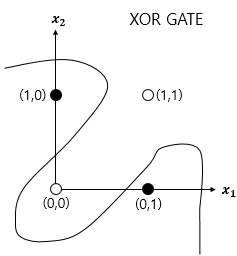 x₂ XOR GATE
(1,0) (1,1)
x₁
(0,0) (0,1)